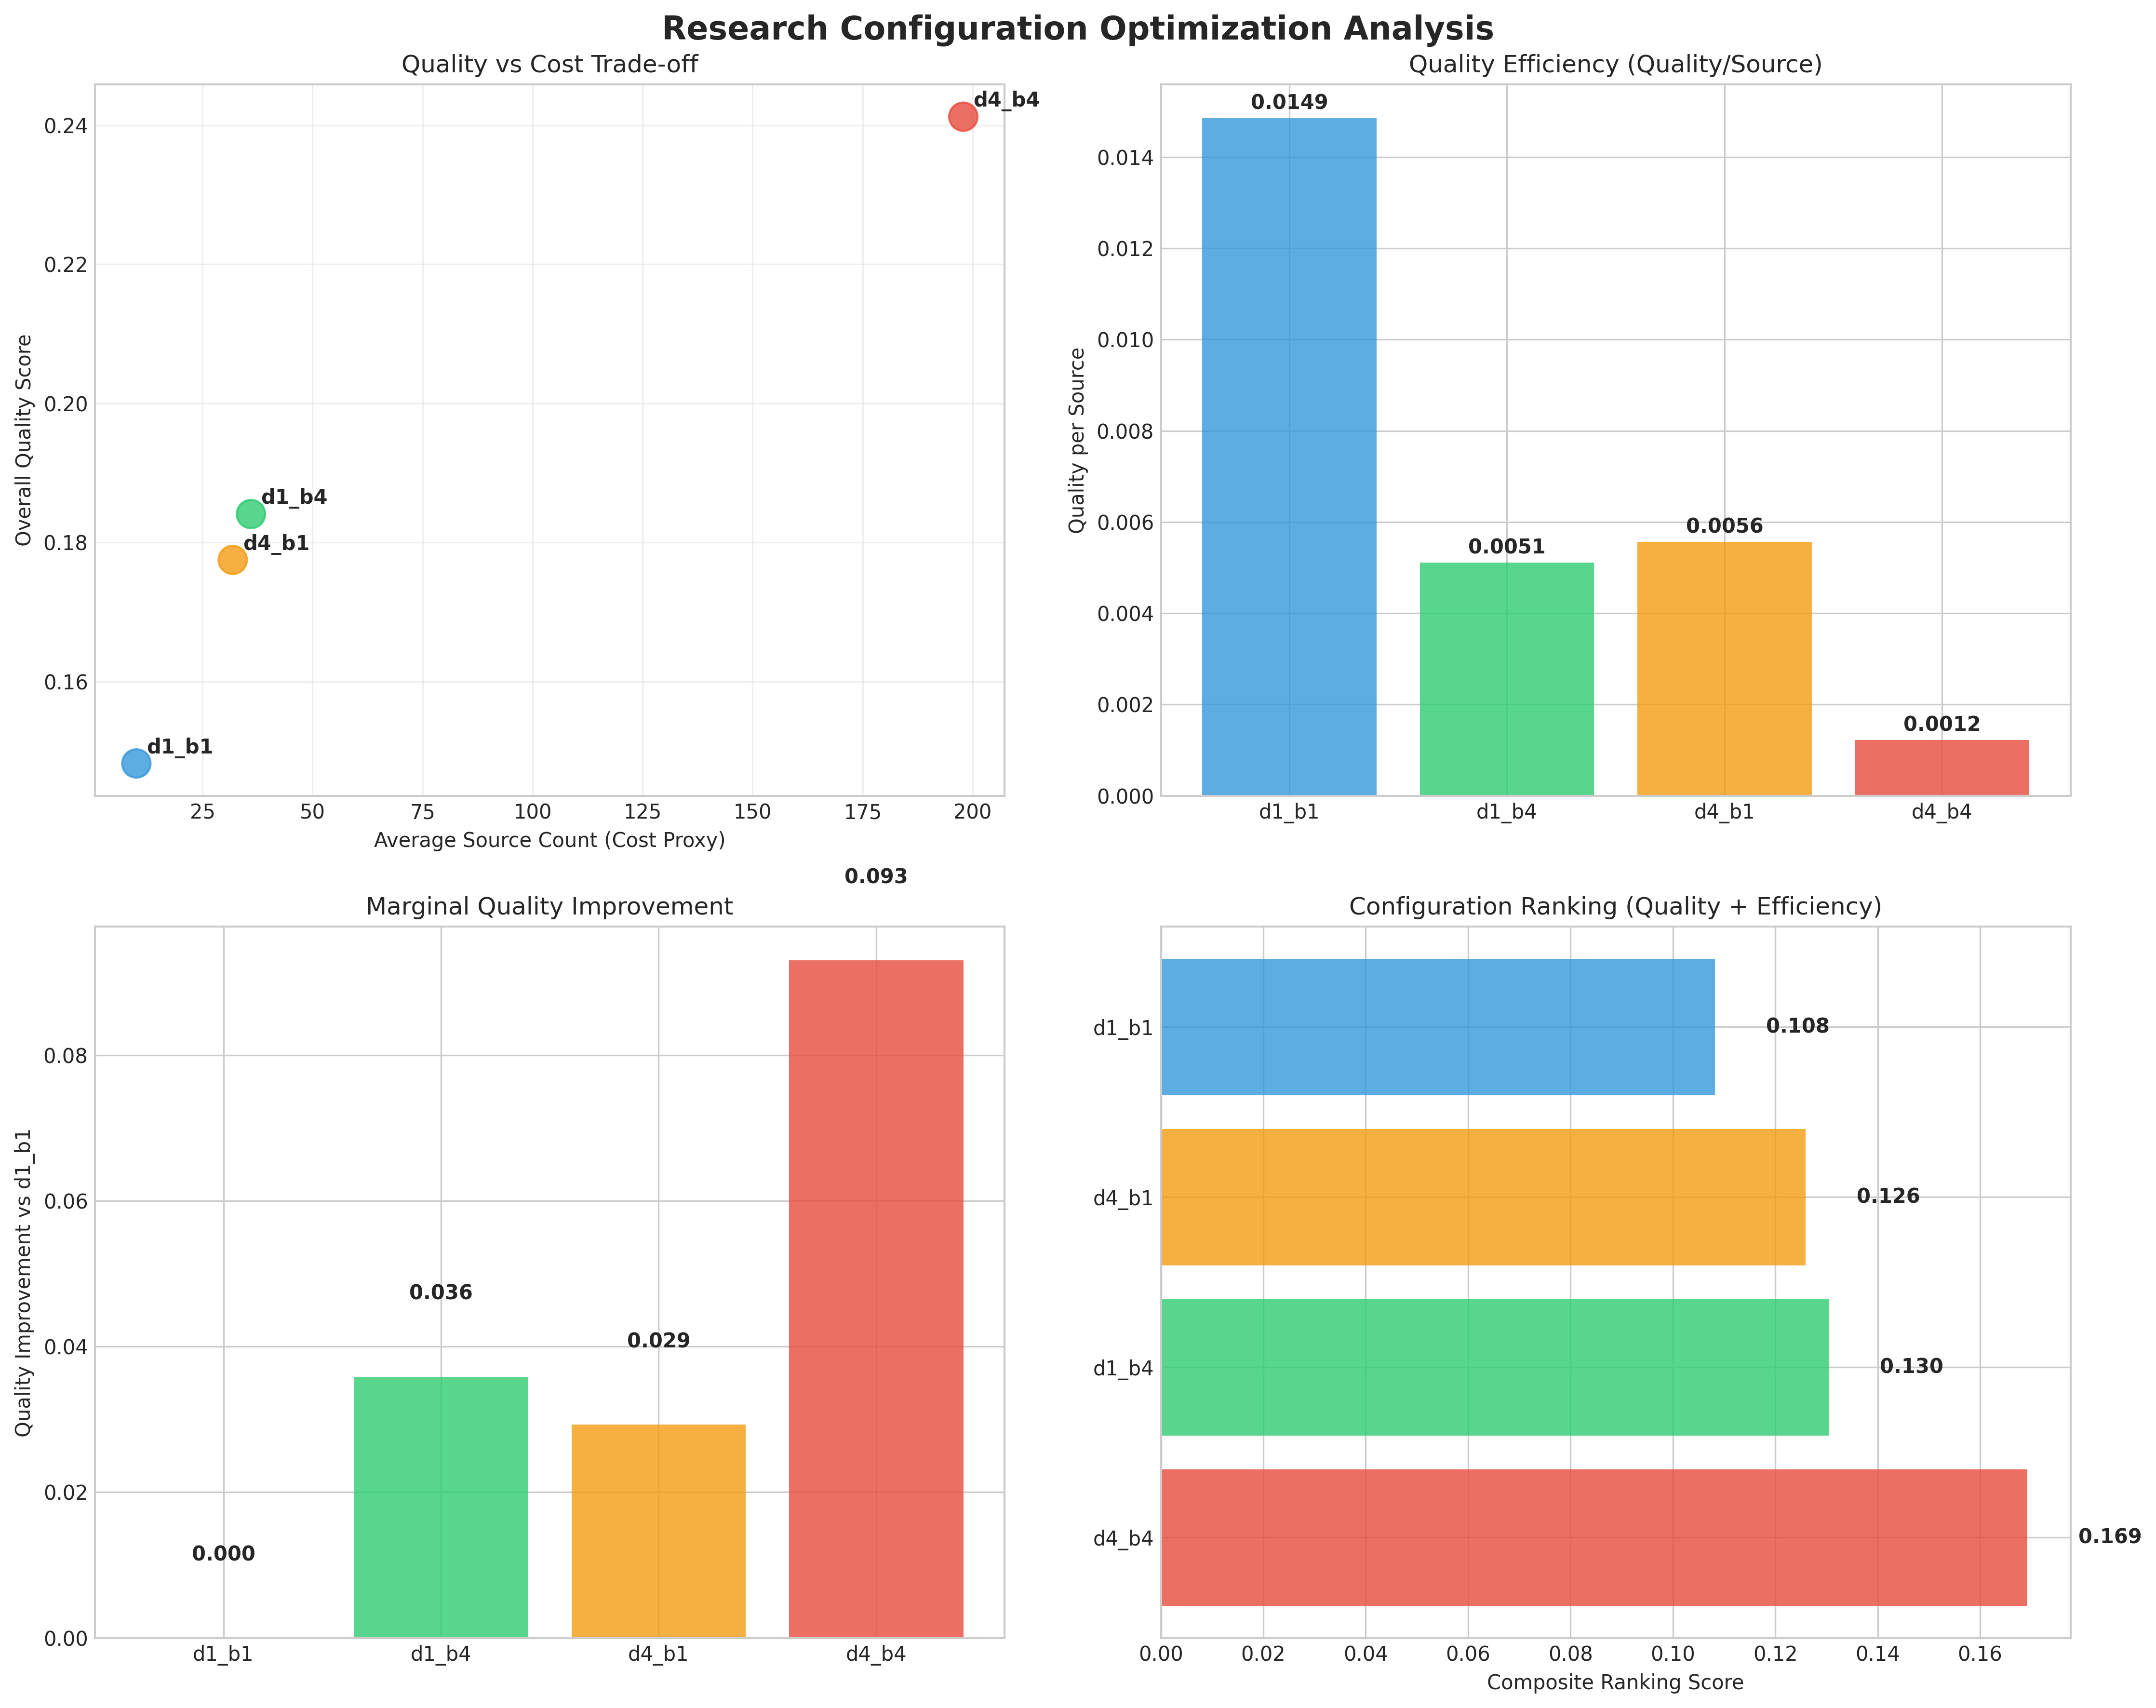 Research Configuration Optimization Analysis
Quality vs Cost Trade-off
Overall Quality Score
0.24
0.22
0.20
0.18
0.16
d4_b4
d1_b4
d4_b1
d1_b1
25 50 75 100 125 150 175 200
Average Source Count (Cost Proxy)
Quality Efficiency (Quality/Source)
Quality per Source
0.014
0.012
0.010
0.008
0.006
0.004
0.002
0.000
0.0149
0.0051
0.0056
0.0012
d1_b1 d1_b4 d4_b1 d4_b4
Marginal Quality Improvement
Quality Improvement vs d1_b1
0.08
0.06
0.04
0.02
0.00
0.093
0.036
0.029
0.000
d1_b1 d1_b4 d4_b1 d4_b4
Configuration Ranking (Quality + Efficiency)
d1_b1 0.108
d4_b1 0.126
d1_b4 0.130
d4_b4 0.169
0.00 0.02 0.04 0.06 0.08 0.10 0.12 0.14 0.16
Composite Ranking Score